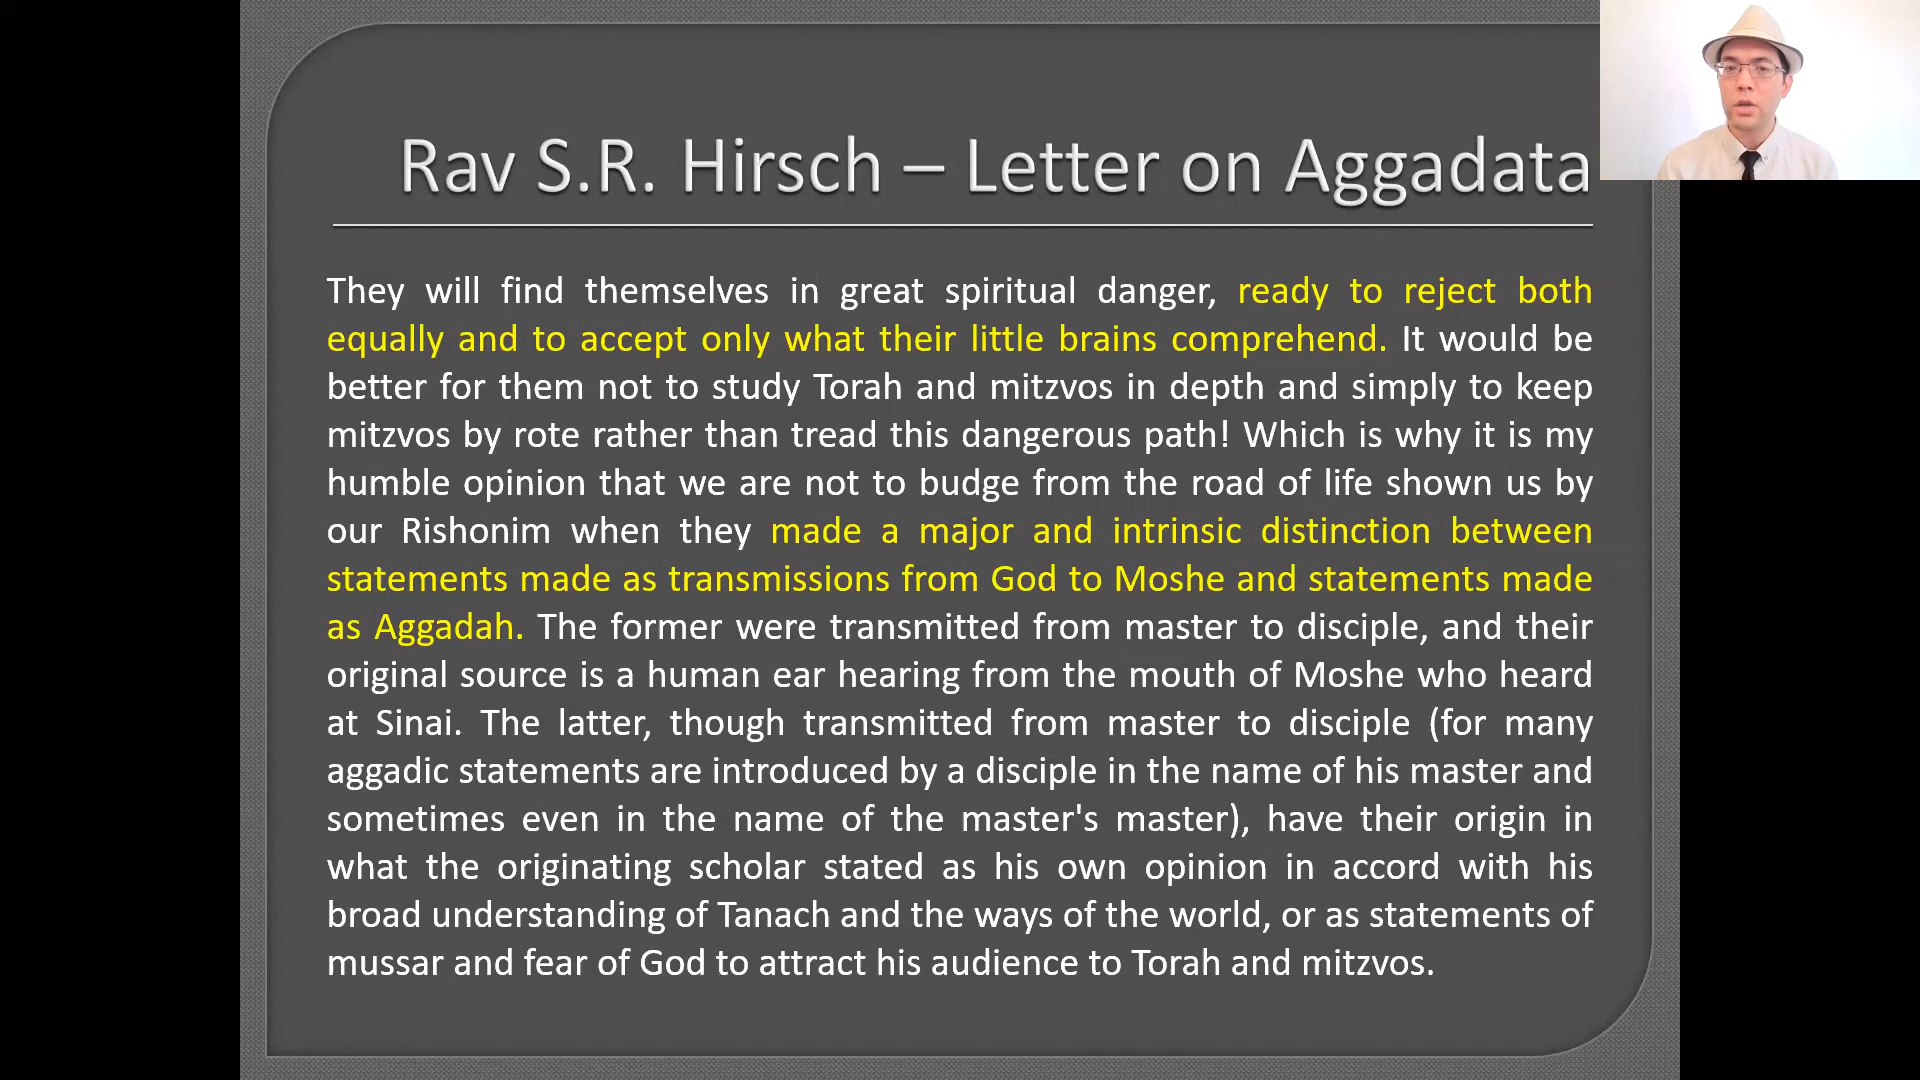 Rav S.R. Hirsch – Letter on Aggadata
They will find themselves in great spiritual danger, ready to reject both
equally and to accept only what their little brains comprehend. It would be
better for them not to study Torah and mitzvos in depth and simply to keep
mitzvos by rote rather than tread this dangerous path! Which is why it is my
humble opinion that we are not to budge from the road of life shown us by
our Rishonim when they made a major and intrinsic distinction between
statements made as transmissions from God to Moshe and statements made
as Aggadah. The former were transmitted from master to disciple, and their
original source is a human ear hearing from the mouth of Moshe who heard
at Sinai. The latter, though transmitted from master to disciple (for many
aggadic statements are introduced by a disciple in the name of his master and
sometimes even in the name of the master's master), have their origin in
what the originating scholar stated as his own opinion in accord with his
broad understanding of Tanach and the ways of the world, or as statements of
mussar and fear of God to attract his audience to Torah and mitzvos.